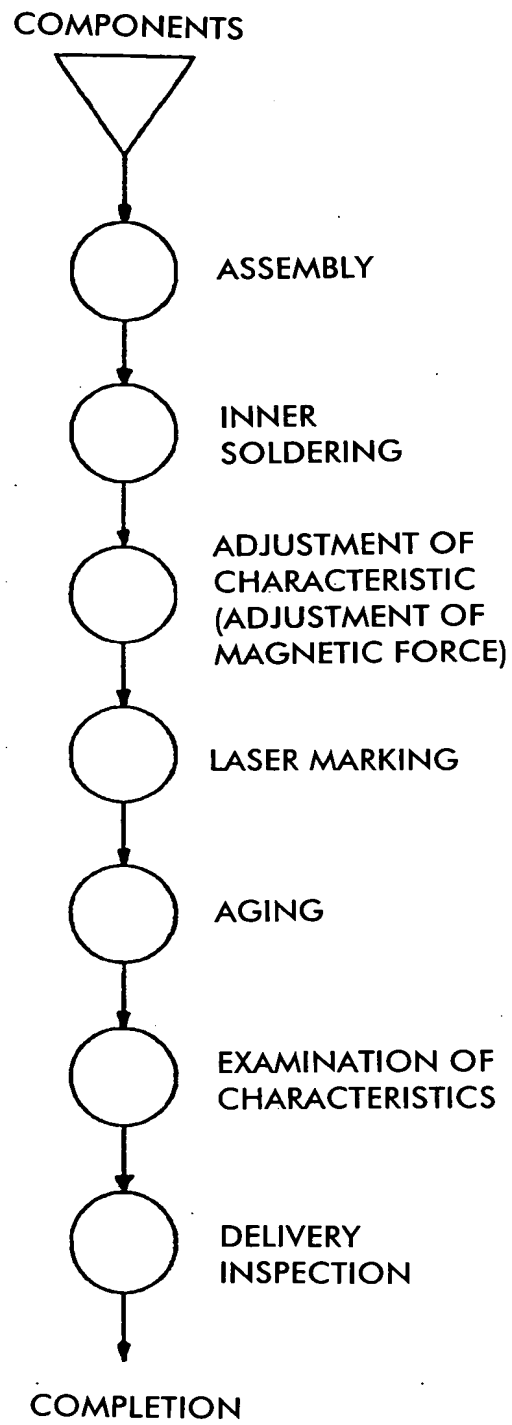 COMPONENTS
ASSEMBLY
INNER
SOLDERING
ADJUSTMENT OF
CHARACTERISTIC
(ADJUSTMENT OF
MAGNETIC FORCE)
LASER MARKING
AGING
EXAMINATION OF
CHARACTERISTICS
DELIVERY
INSPECTION
COMPLETION